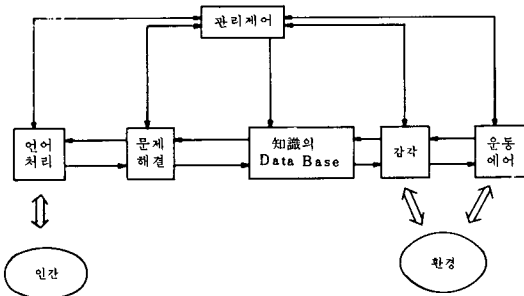 관리제어
언어
처리
문제
해결
知識의
Data Base
감각
운동
에어
인간
환경